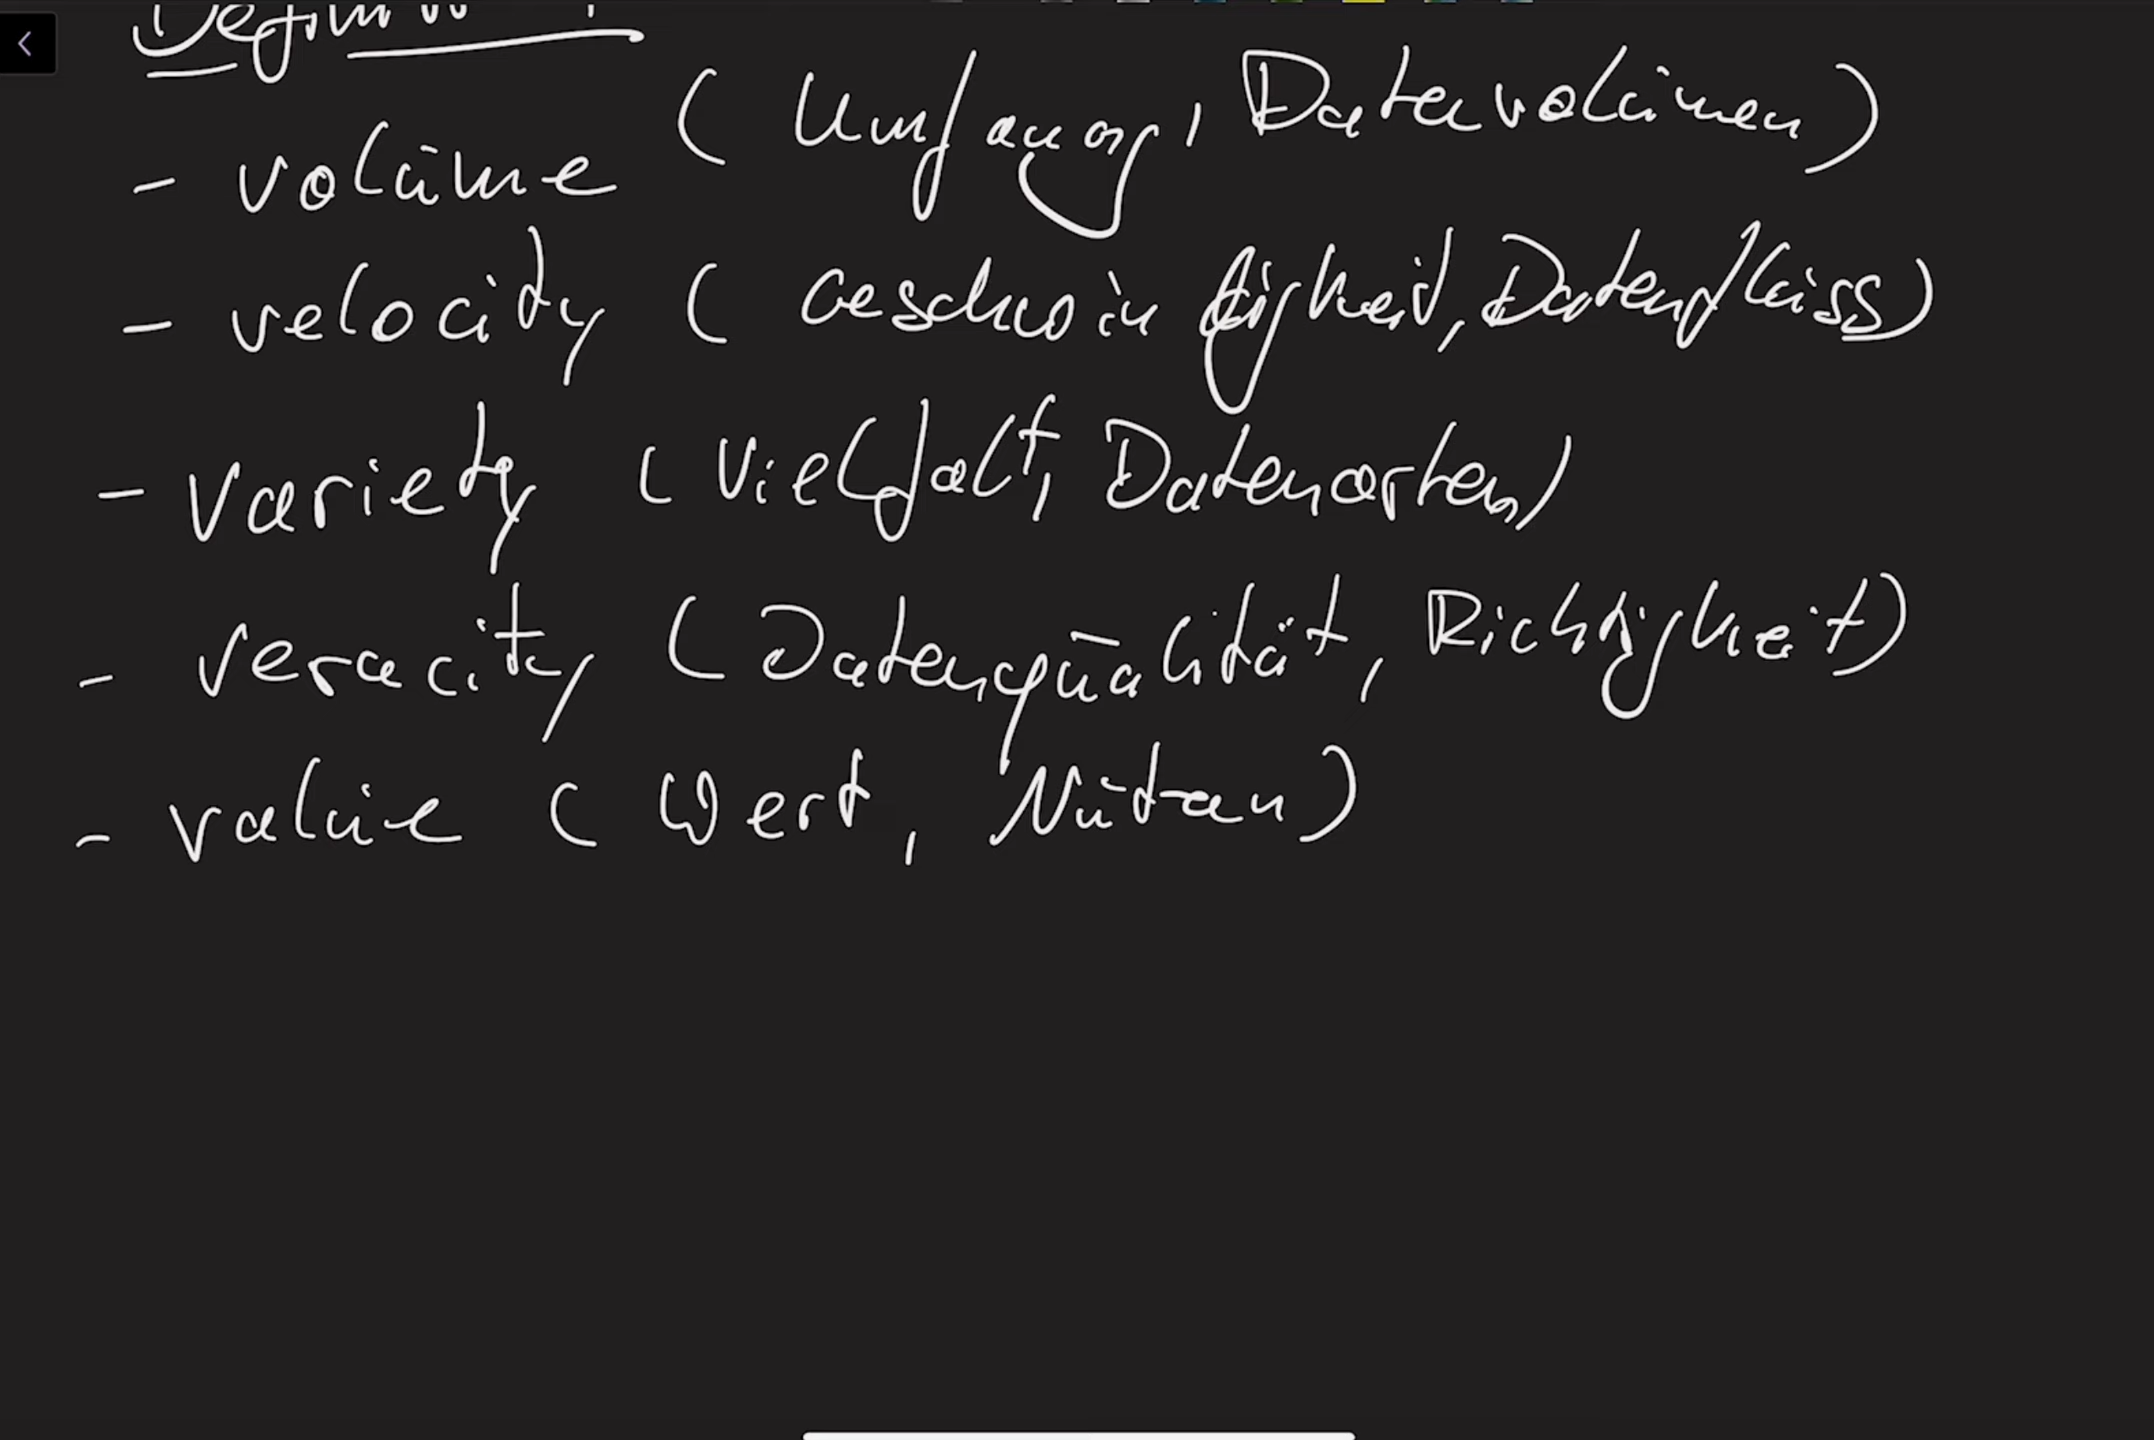 - volume (Umfang, Datenvolumen)
- velocity (Geschwindigkeit, Datenfluss)
- variety (Vielfalt, Datenarten)
- veracity (Datenqualität, Richtigkeit)
- value (Wert, Nutzen)